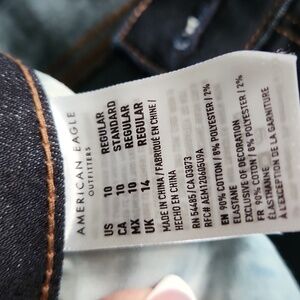 AMERICAN EAGLE
OUTFITTERS
US 10 REGULAR
CA 10 STANDARD
MX 10 REGULAR
UK 14 REGULAR
MADE IN CHINA / FABRIQUÉ EN CHINE /
HECHO EN CHINA
RN 54485 / CA 03873
RFC# AEM120405U9A
EN 90% COTTON / 8% POLYESTER / 2%
ELASTANE
EXCLUSIVE OF DECORATION
FR 90% COTON / 8% POLYESTER / 2%
ÉLASTHANNE
À L'EXCEPTION DE LA GARNITURE